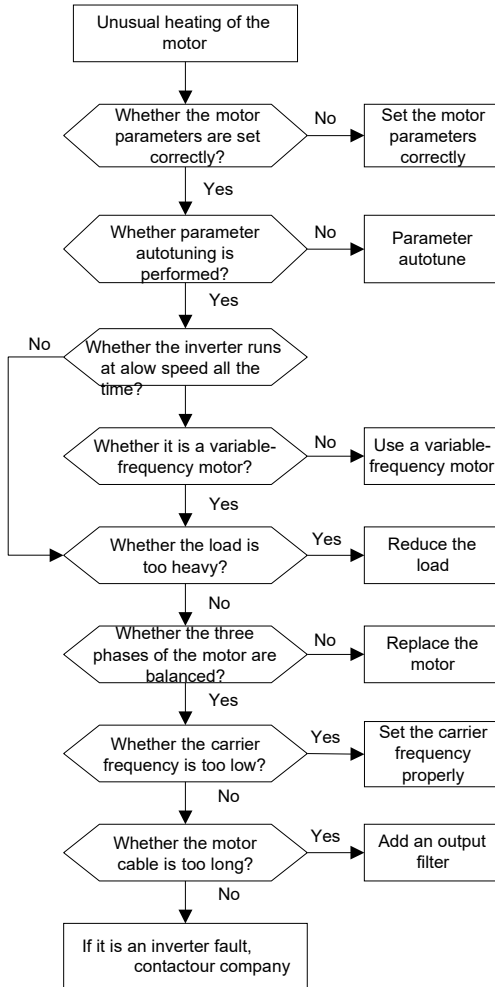 Unusual heating of the
motor
Whether the motor
parameters are set
correctly?
No
Set the motor
parameters
correctly
Yes
Whether parameter
autotuning is
performed?
No
Parameter
autotune
Yes
No
Whether the inverter runs
at alow speed all the
time?
Whether it is a variable-
frequency motor?
No
Use a variable-
frequency motor
Yes
Whether the load is
too heavy?
Yes
Reduce the
load
No
Whether the three
phases of the motor are
balanced?
No
Replace the
motor
Yes
Whether the carrier
frequency is too low?
Yes
Set the carrier
frequency
properly
No
Whether the motor
cable is too long?
Yes
Add an output
filter
No
If it is an inverter fault,
contactour company